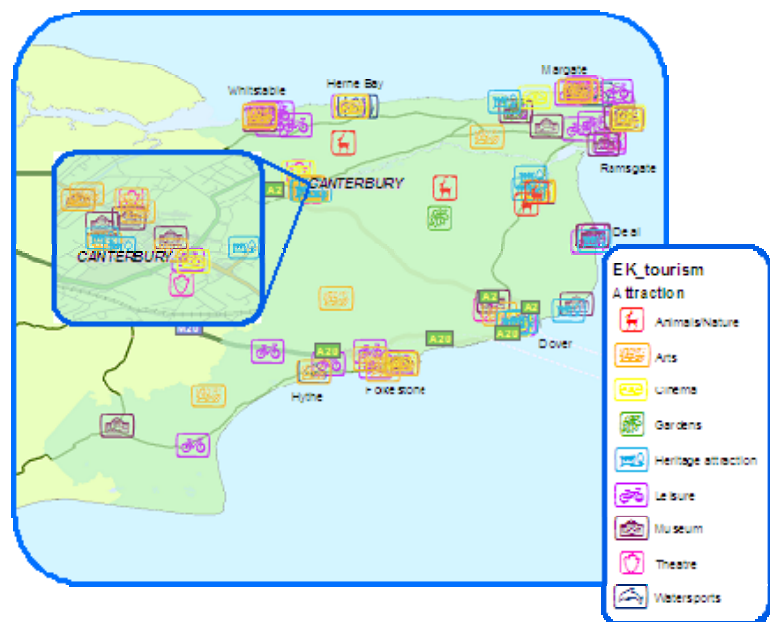 Margate
Herne Bay
Whitstable
Ramsgate
CANTERBURY
A2
CANTERBURY
Deal
A2
A2
A20
A20
A20
Dover
Folkestone
Hythe
EK_tourism
Attraction
Animals/Nature
Arts
Cinema
Gardens
Heritage attraction
Leisure
Museum
Theatre
Watersports